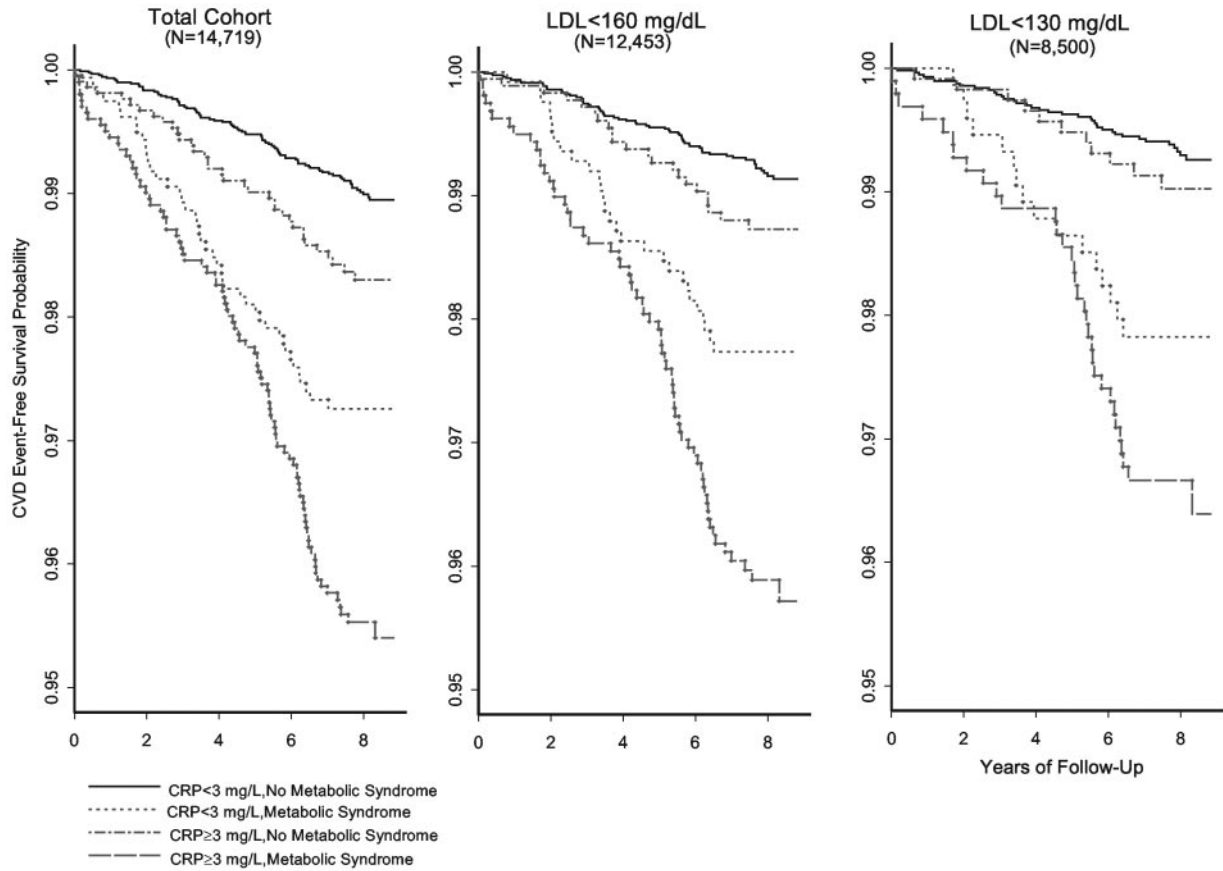 Total Cohort
(N=14,719)
LDL<160 mg/dL
(N=12,453)
LDL<130 mg/dL
(N=8,500)
CVD Event-Free Survival Probability
1.00
0.99
0.98
0.97
0.96
0.95
0 2 4 6 8
1.00
0.99
0.98
0.97
0.96
0.95
0 2 4 6 8
1.00
0.99
0.98
0.97
0.96
0.95
0 2 4 6 8
Years of Follow-Up
CRP<3 mg/L,No Metabolic Syndrome
CRP<3 mg/L,Metabolic Syndrome
CRP≥3 mg/L,No Metabolic Syndrome
CRP≥3 mg/L,Metabolic Syndrome